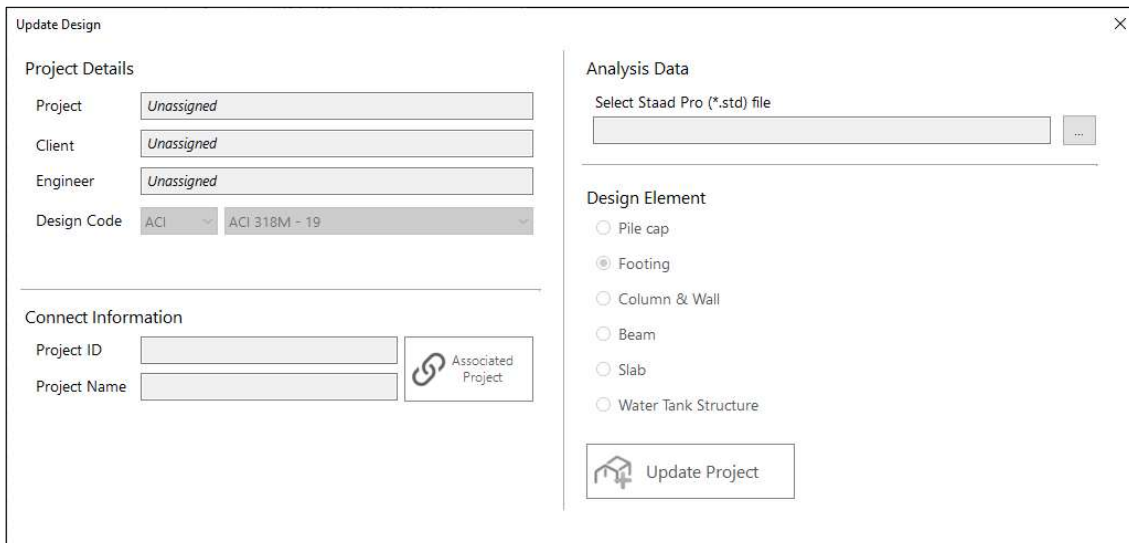 Update Design
Project Details
Project Unassigned
Client Unassigned
Engineer Unassigned
Design Code ACI ACI 318M - 19
Connect Information
Project ID
Project Name
Associated
Project
Analysis Data
Select Staad Pro (*.std) file
...
Design Element
Pile cap
Footing
Column & Wall
Beam
Slab
Water Tank Structure
Update Project